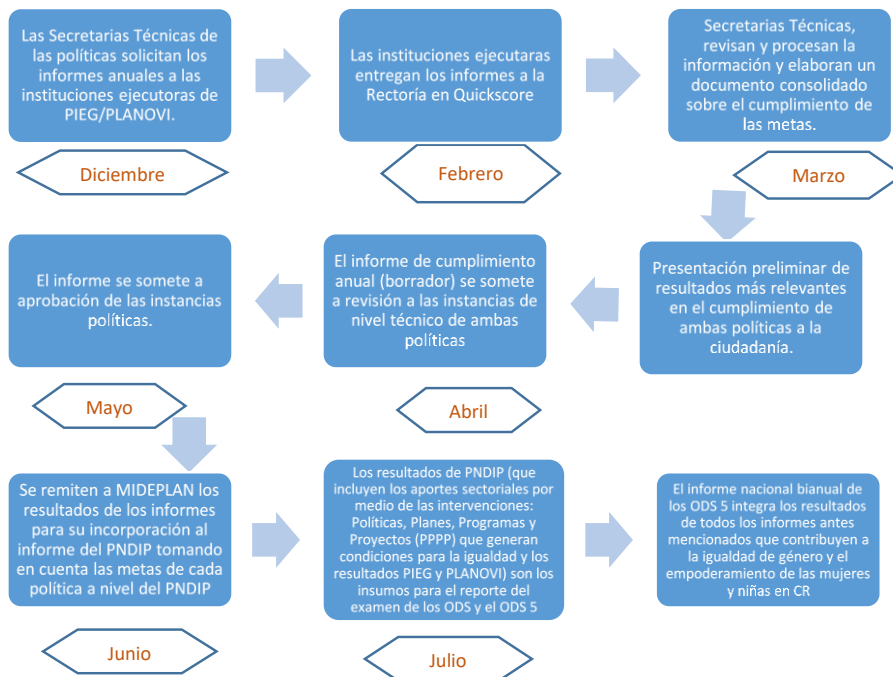 Las Secretarias Técnicas de
las políticas solicitan los
informes anuales a las
instituciones ejecutoras de
PIEG/PLANOVI.
Diciembre
Las instituciones ejecutaras
entregan los informes a la
Rectoría en Quickscore
Febrero
Secretarias Técnicas,
revisan y procesan la
información y elaboran un
documento consolidado
sobre el cumplimiento de
las metas.
Marzo
Presentación preliminar de
resultados más relevantes
en el cumplimiento de
ambas políticas a la
ciudadanía.
El informe de cumplimiento
anual (borrador) se somete
a revisión a las instancias de
nivel técnico de ambas
políticas
Abril
El informe se somete a
aprobación de las instancias
políticas.
Mayo
Se remiten a MIDEPLAN los
resultados de los informes
para su incorporación al
informe del PNDIP tomando
en cuenta las metas de cada
política a nivel del PNDIP
Junio
Los resultados de PNDIP (que
incluyen los aportes sectoriales por
medio de las intervenciones:
Políticas, Planes, Programas y
Proyectos (PPPP) que generan
condiciones para la igualdad y los
resultados PIEG y PLANOVI) son los
insumos para el reporte del
examen de los ODS y el ODS 5
Julio
El informe nacional bianual de
los ODS 5 integra los resultados
de todos los informes antes
mencionados que contribuyen a
la igualdad de género y el
empoderamiento de las mujeres
y niñas en CR